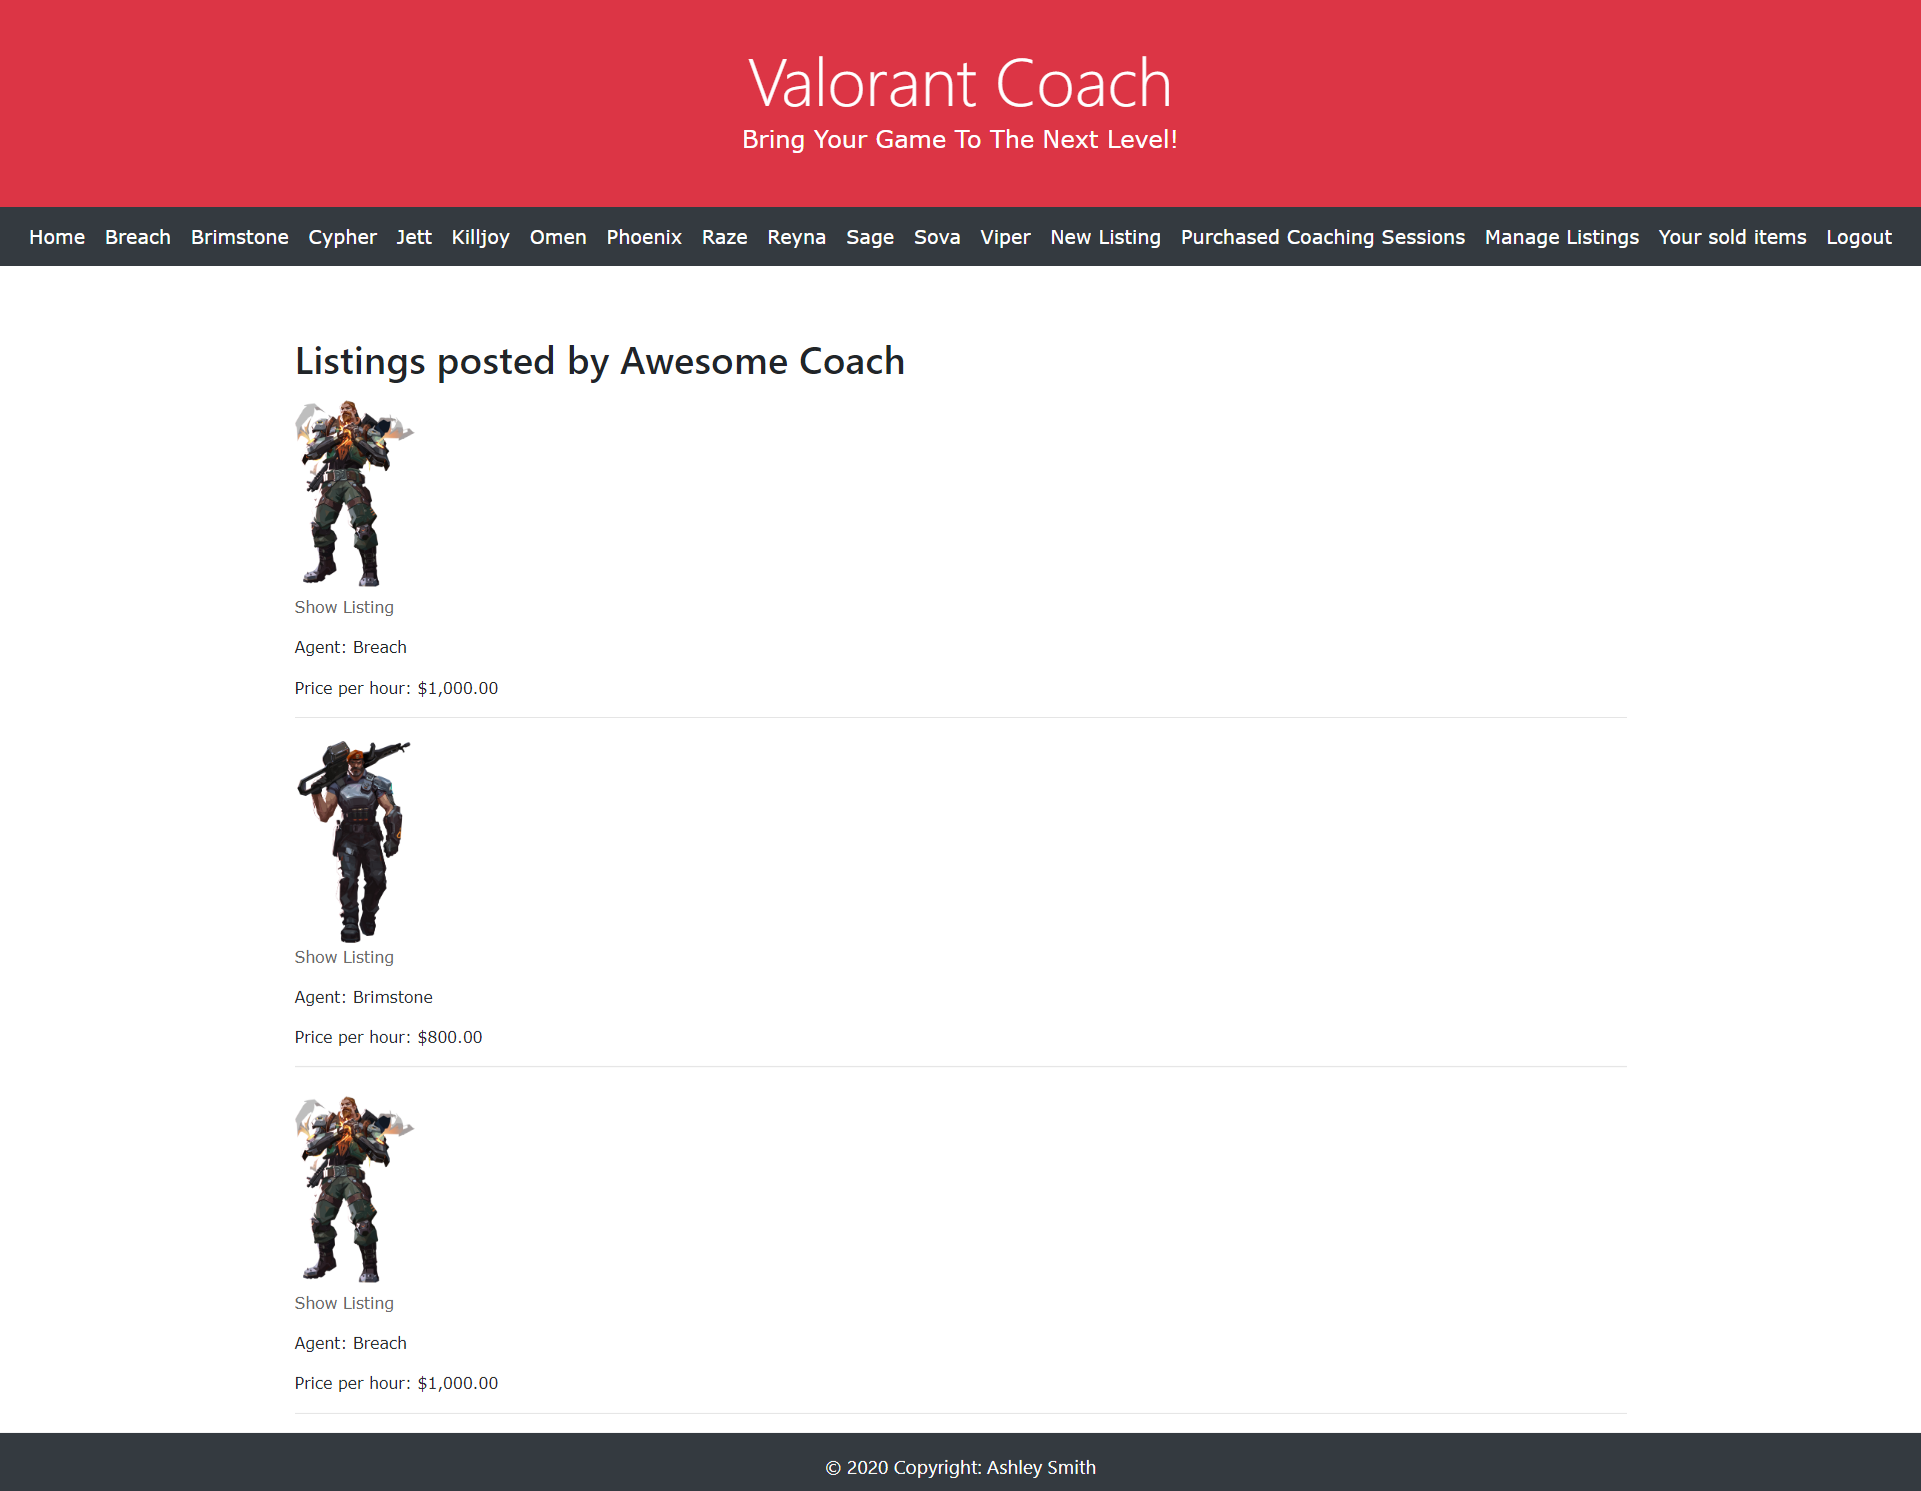 Valorant Coach
Bring Your Game To The Next Level!
Home Breach Brimstone Cypher Jett Killjoy Omen Phoenix Raze Reyna Sage Sova Viper New Listing Purchased Coaching Sessions Manage Listings Your sold items Logout
Listings posted by Awesome Coach
Show Listing
Agent: Breach
Price per hour: $1,000.00
Show Listing
Agent: Brimstone
Price per hour: $800.00
Show Listing
Agent: Breach
Price per hour: $1,000.00
© 2020 Copyright: Ashley Smith